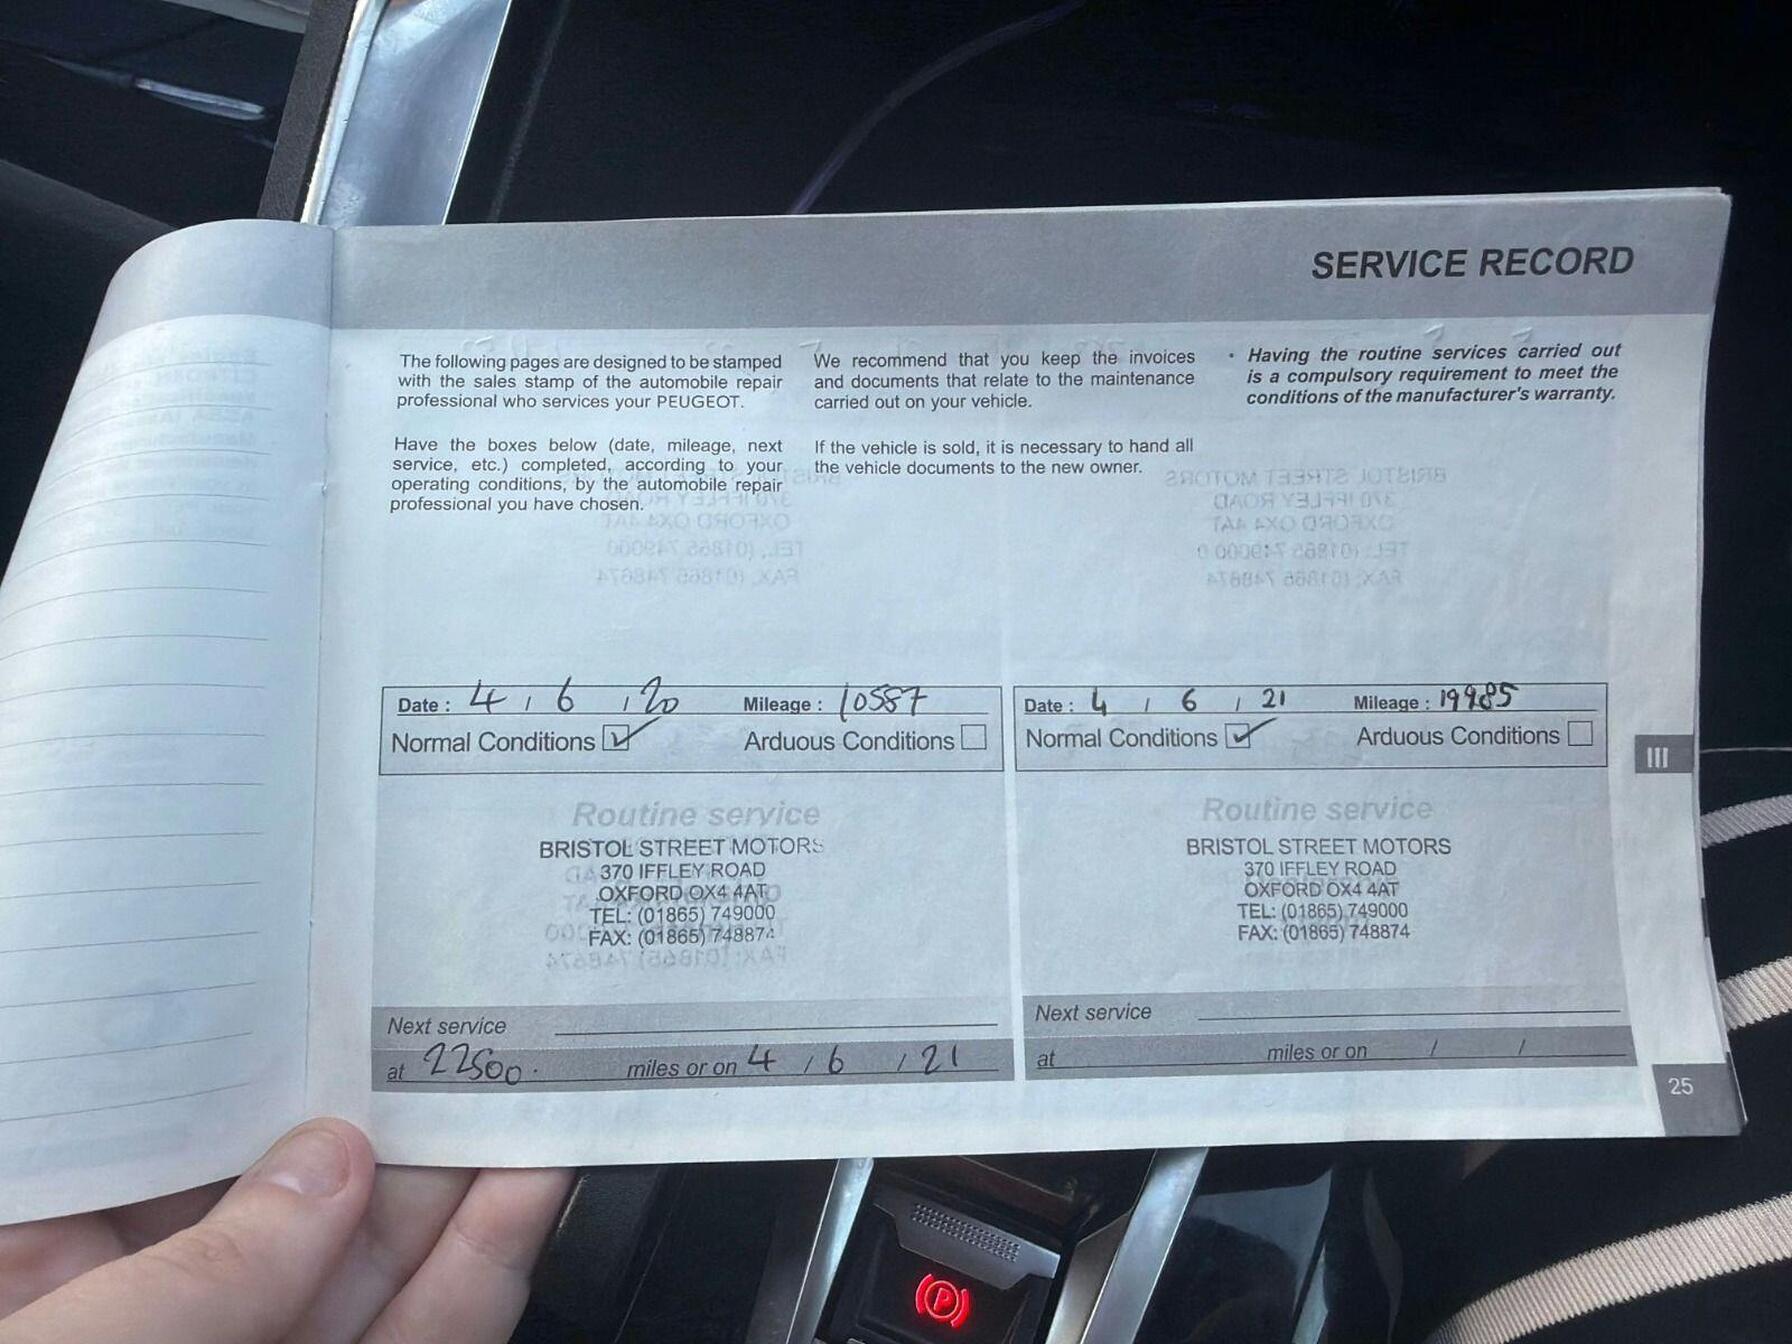 SERVICE RECORD
The following pages are designed to be stamped
with the sales stamp of the automobile repair
professional who services your PEUGEOT.
Have the boxes below (date, mileage, next
service, etc.) completed, according to your
operating conditions, by the automobile repair
professional you have chosen.
We recommend that you keep the invoices
and documents that relate to the maintenance
carried out on your vehicle.
If the vehicle is sold, it is necessary to hand all
the vehicle documents to the new owner.
• Having the routine services carried out
is a compulsory requirement to meet the
conditions of the manufacturer's warranty.
Date : 4 / 6 / 20 Mileage : 10587
Normal Conditions Arduous Conditions
Routine service
BRISTOL STREET MOTORS
370 IFFLEY ROAD
OXFORD OX4 4AT
TEL: (01865) 749000
FAX: (01865) 748874
Next service
at 22500. miles or on 4 / 6 / 21
Date : 4 / 6 / 21 Mileage : 19985
Normal Conditions Arduous Conditions
Routine service
BRISTOL STREET MOTORS
370 IFFLEY ROAD
OXFORD OX4 4AT
TEL: (01865) 749000
FAX: (01865) 748874
Next service
at miles or on / /
III
25
P